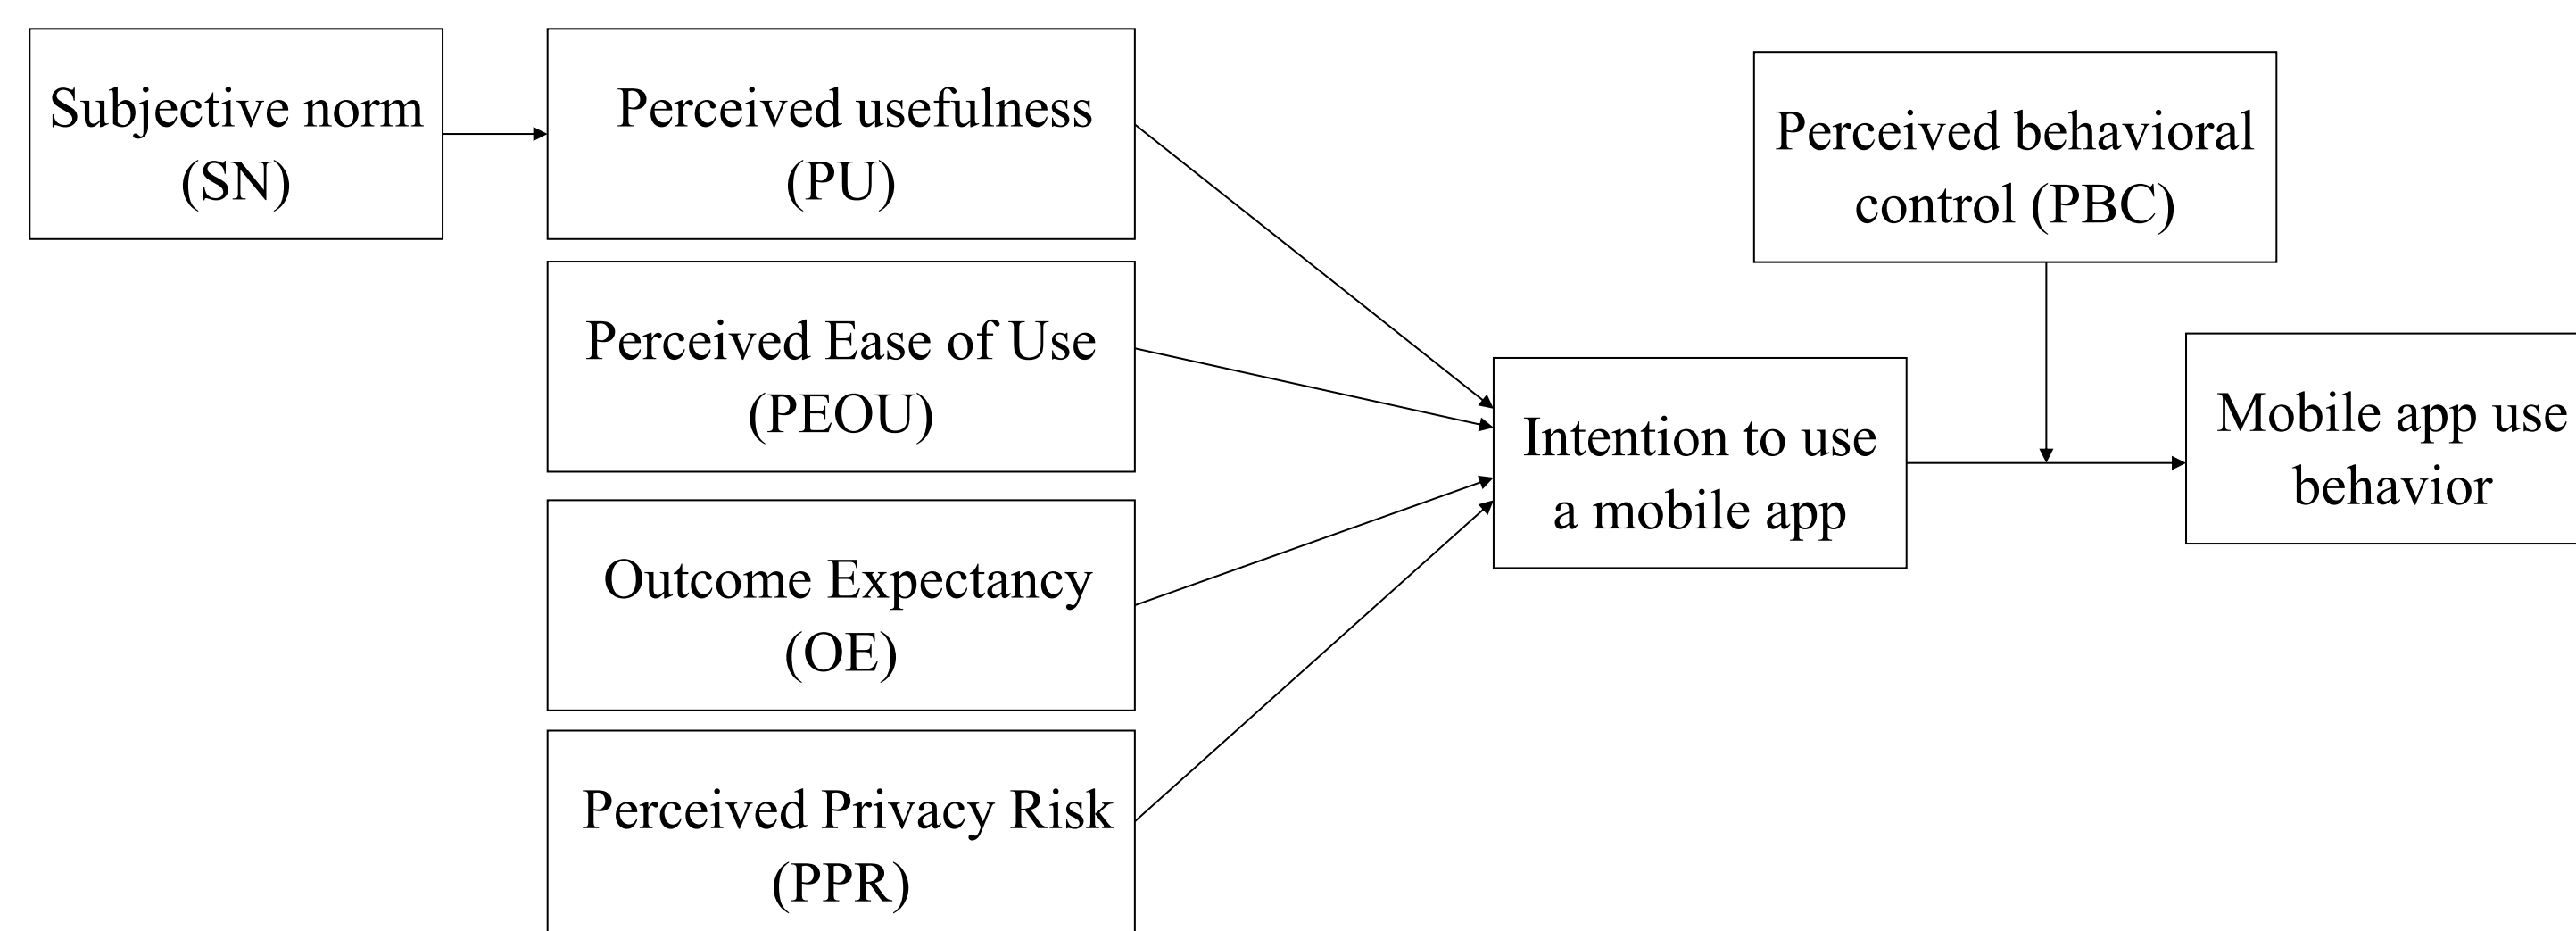 Subjective norm
(SN)
Perceived usefulness
(PU)
Perceived Ease of Use
(PEOU)
Outcome Expectancy
(OE)
Perceived Privacy Risk
(PPR)
Intention to use
a mobile app
Perceived behavioral
control (PBC)
Mobile app use
behavior